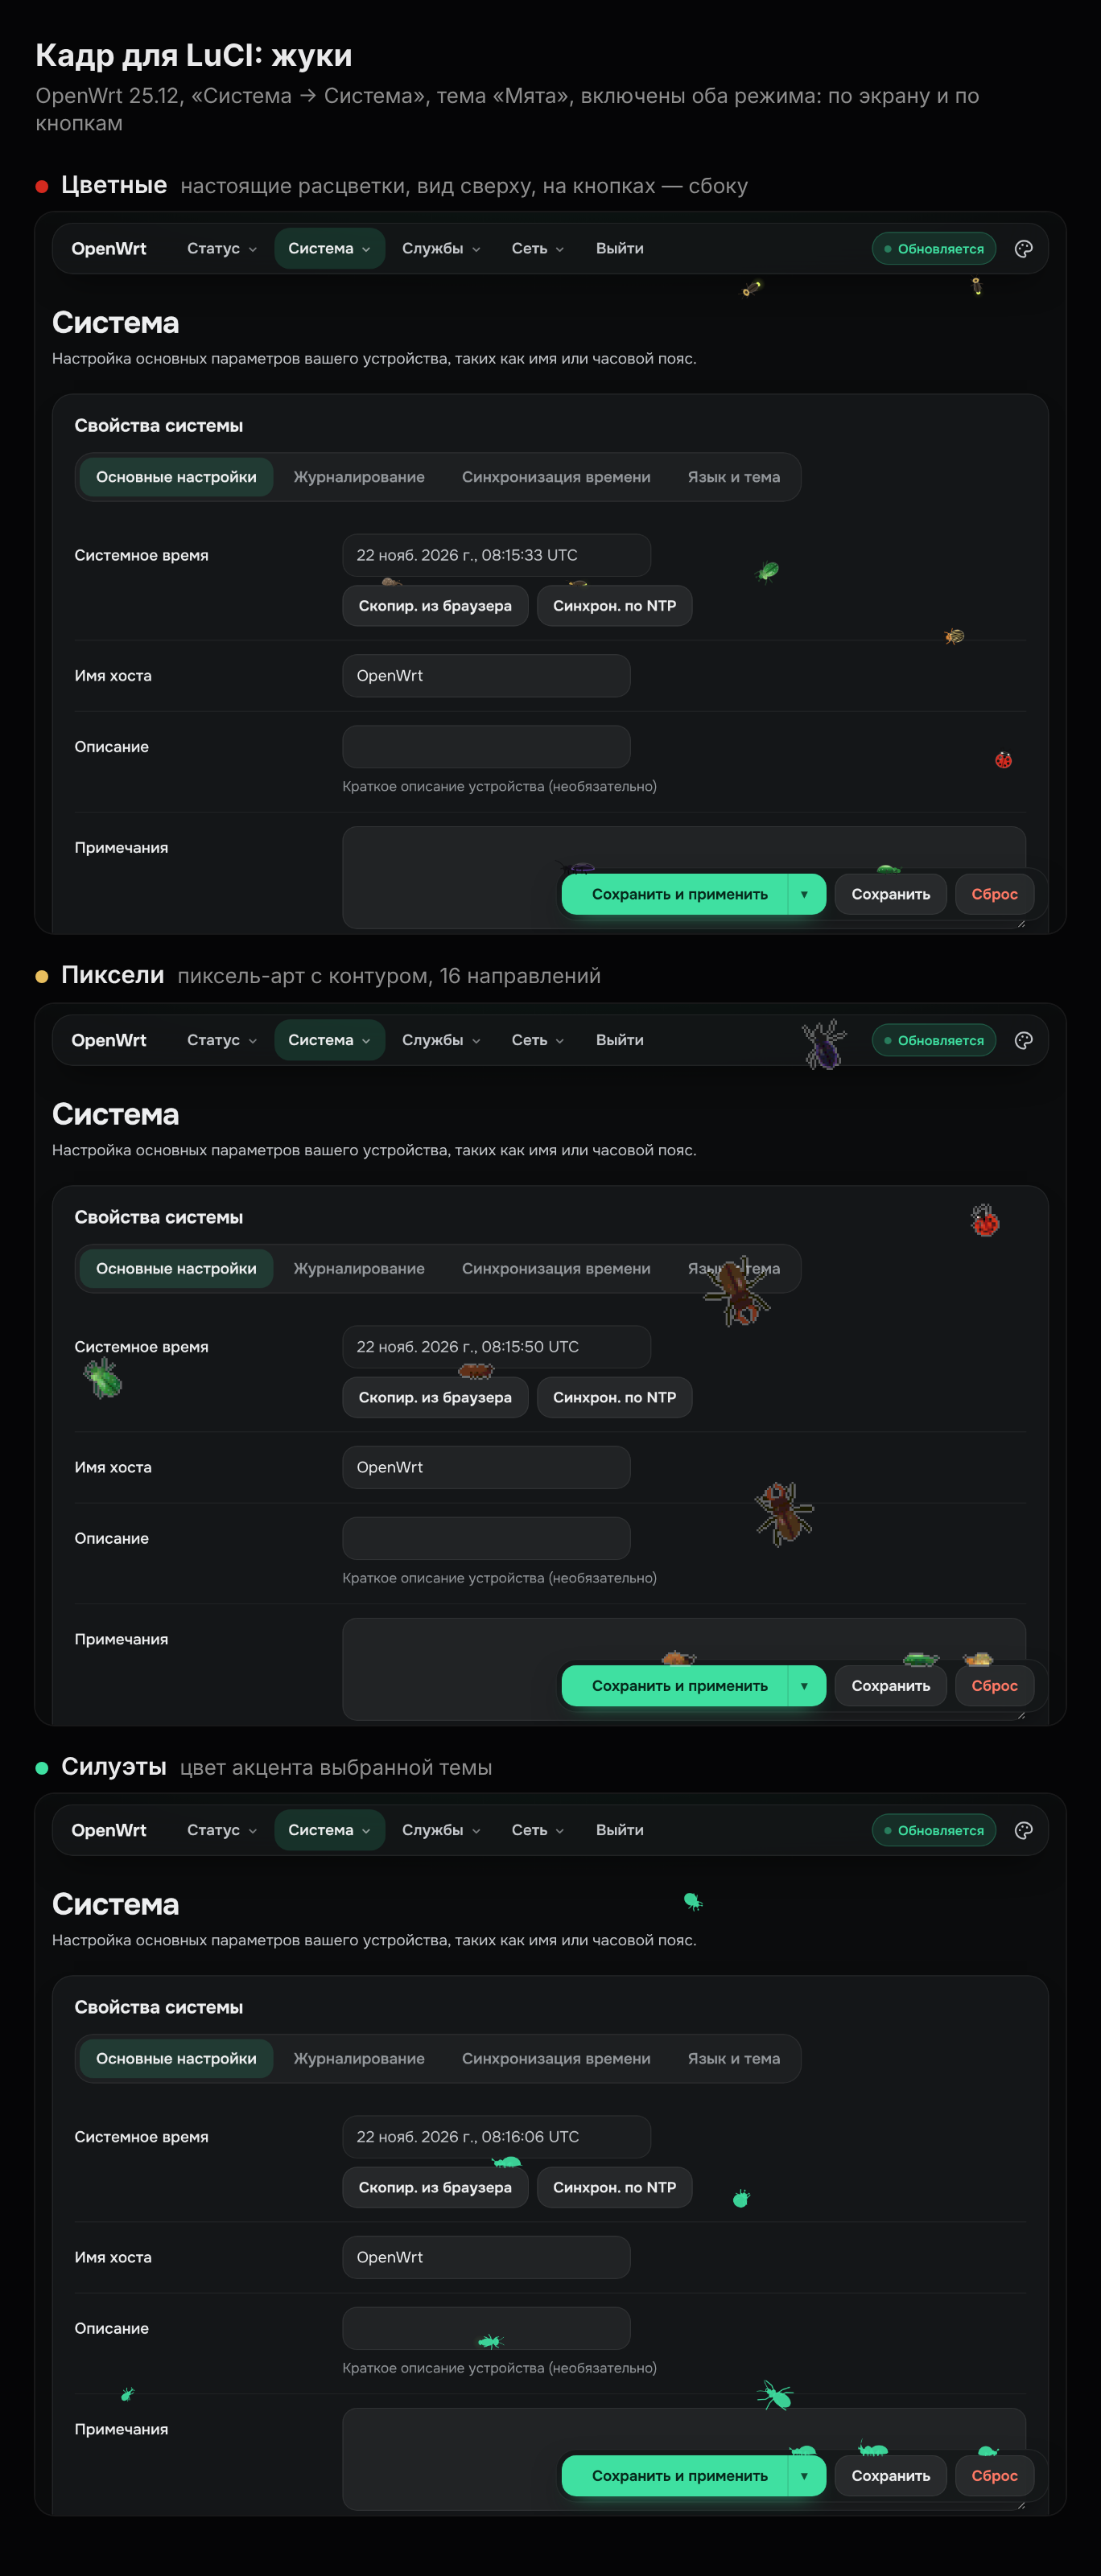 Кадр для LuCI: жуки
OpenWrt 25.12, «Система → Система», тема «Мята», включены оба режима: по экрану и по
кнопкам
Цветные настоящие расцветки, вид сверху, на кнопках — сбоку
OpenWrt Статус Система Службы Сеть Выйти Обновляется
Система
Настройка основных параметров вашего устройства, таких как имя или часовой пояс.
Свойства системы
Основные настройки Журналирование Синхронизация времени Язык и тема
Системное время 22 нояб. 2026 г., 08:15:33 UTC
Скопир. из браузера Синхрон. по NTP
Имя хоста OpenWrt
Описание
Краткое описание устройства (необязательно)
Примечания
Сохранить и применить ▼ Сохранить Сброс
Пиксели пиксель-арт с контуром, 16 направлений
OpenWrt Статус Система Службы Сеть Выйти Обновляется
Система
Настройка основных параметров вашего устройства, таких как имя или часовой пояс.
Свойства системы
Основные настройки Журналирование Синхронизация времени Язык и тема
Системное время 22 нояб. 2026 г., 08:15:50 UTC
Скопир. из браузера Синхрон. по NTP
Имя хоста OpenWrt
Описание
Краткое описание устройства (необязательно)
Примечания
Сохранить и применить ▼ Сохранить Сброс
Силуэты цвет акцента выбранной темы
OpenWrt Статус Система Службы Сеть Выйти Обновляется
Система
Настройка основных параметров вашего устройства, таких как имя или часовой пояс.
Свойства системы
Основные настройки Журналирование Синхронизация времени Язык и тема
Системное время 22 нояб. 2026 г., 08:16:06 UTC
Скопир. из браузера Синхрон. по NTP
Имя хоста OpenWrt
Описание
Краткое описание устройства (необязательно)
Примечания
Сохранить и применить ▼ Сохранить Сброс